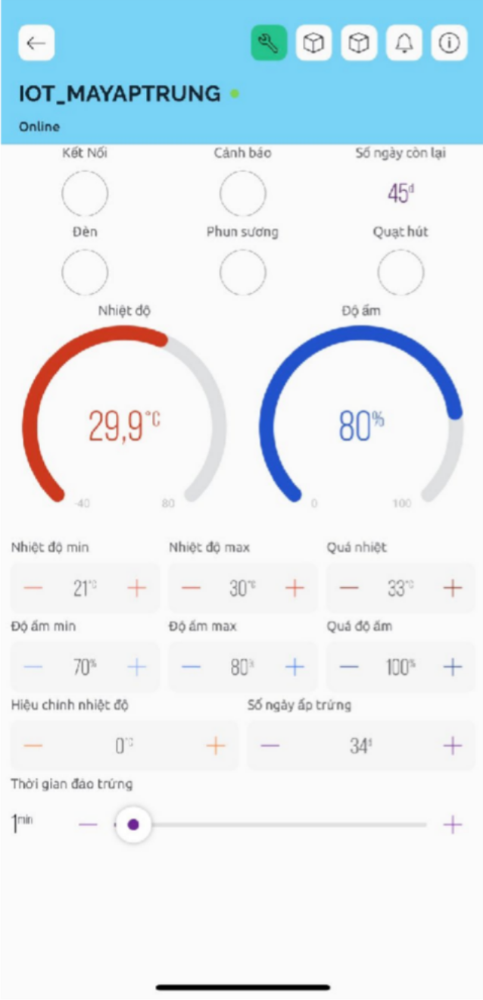 IOT_MAYAPTRUNG
Online
Kết Nối Cảnh báo Số ngày còn lại
45d
Đèn Phun sương Quạt hút
Nhiệt độ Độ ẩm
29,9°C 80%
-40 80 0 100
Nhiệt độ min Nhiệt độ max Quá nhiệt
— 21°C + — 30°C + — 33°C +
Độ ẩm min Độ ẩm max Quá độ ẩm
— 70% + — 80% + — 100% +
Hiệu chỉnh nhiệt độ Số ngày ấp trứng
— 0°C + — 34d +
Thời gian đảo trứng
1min — +